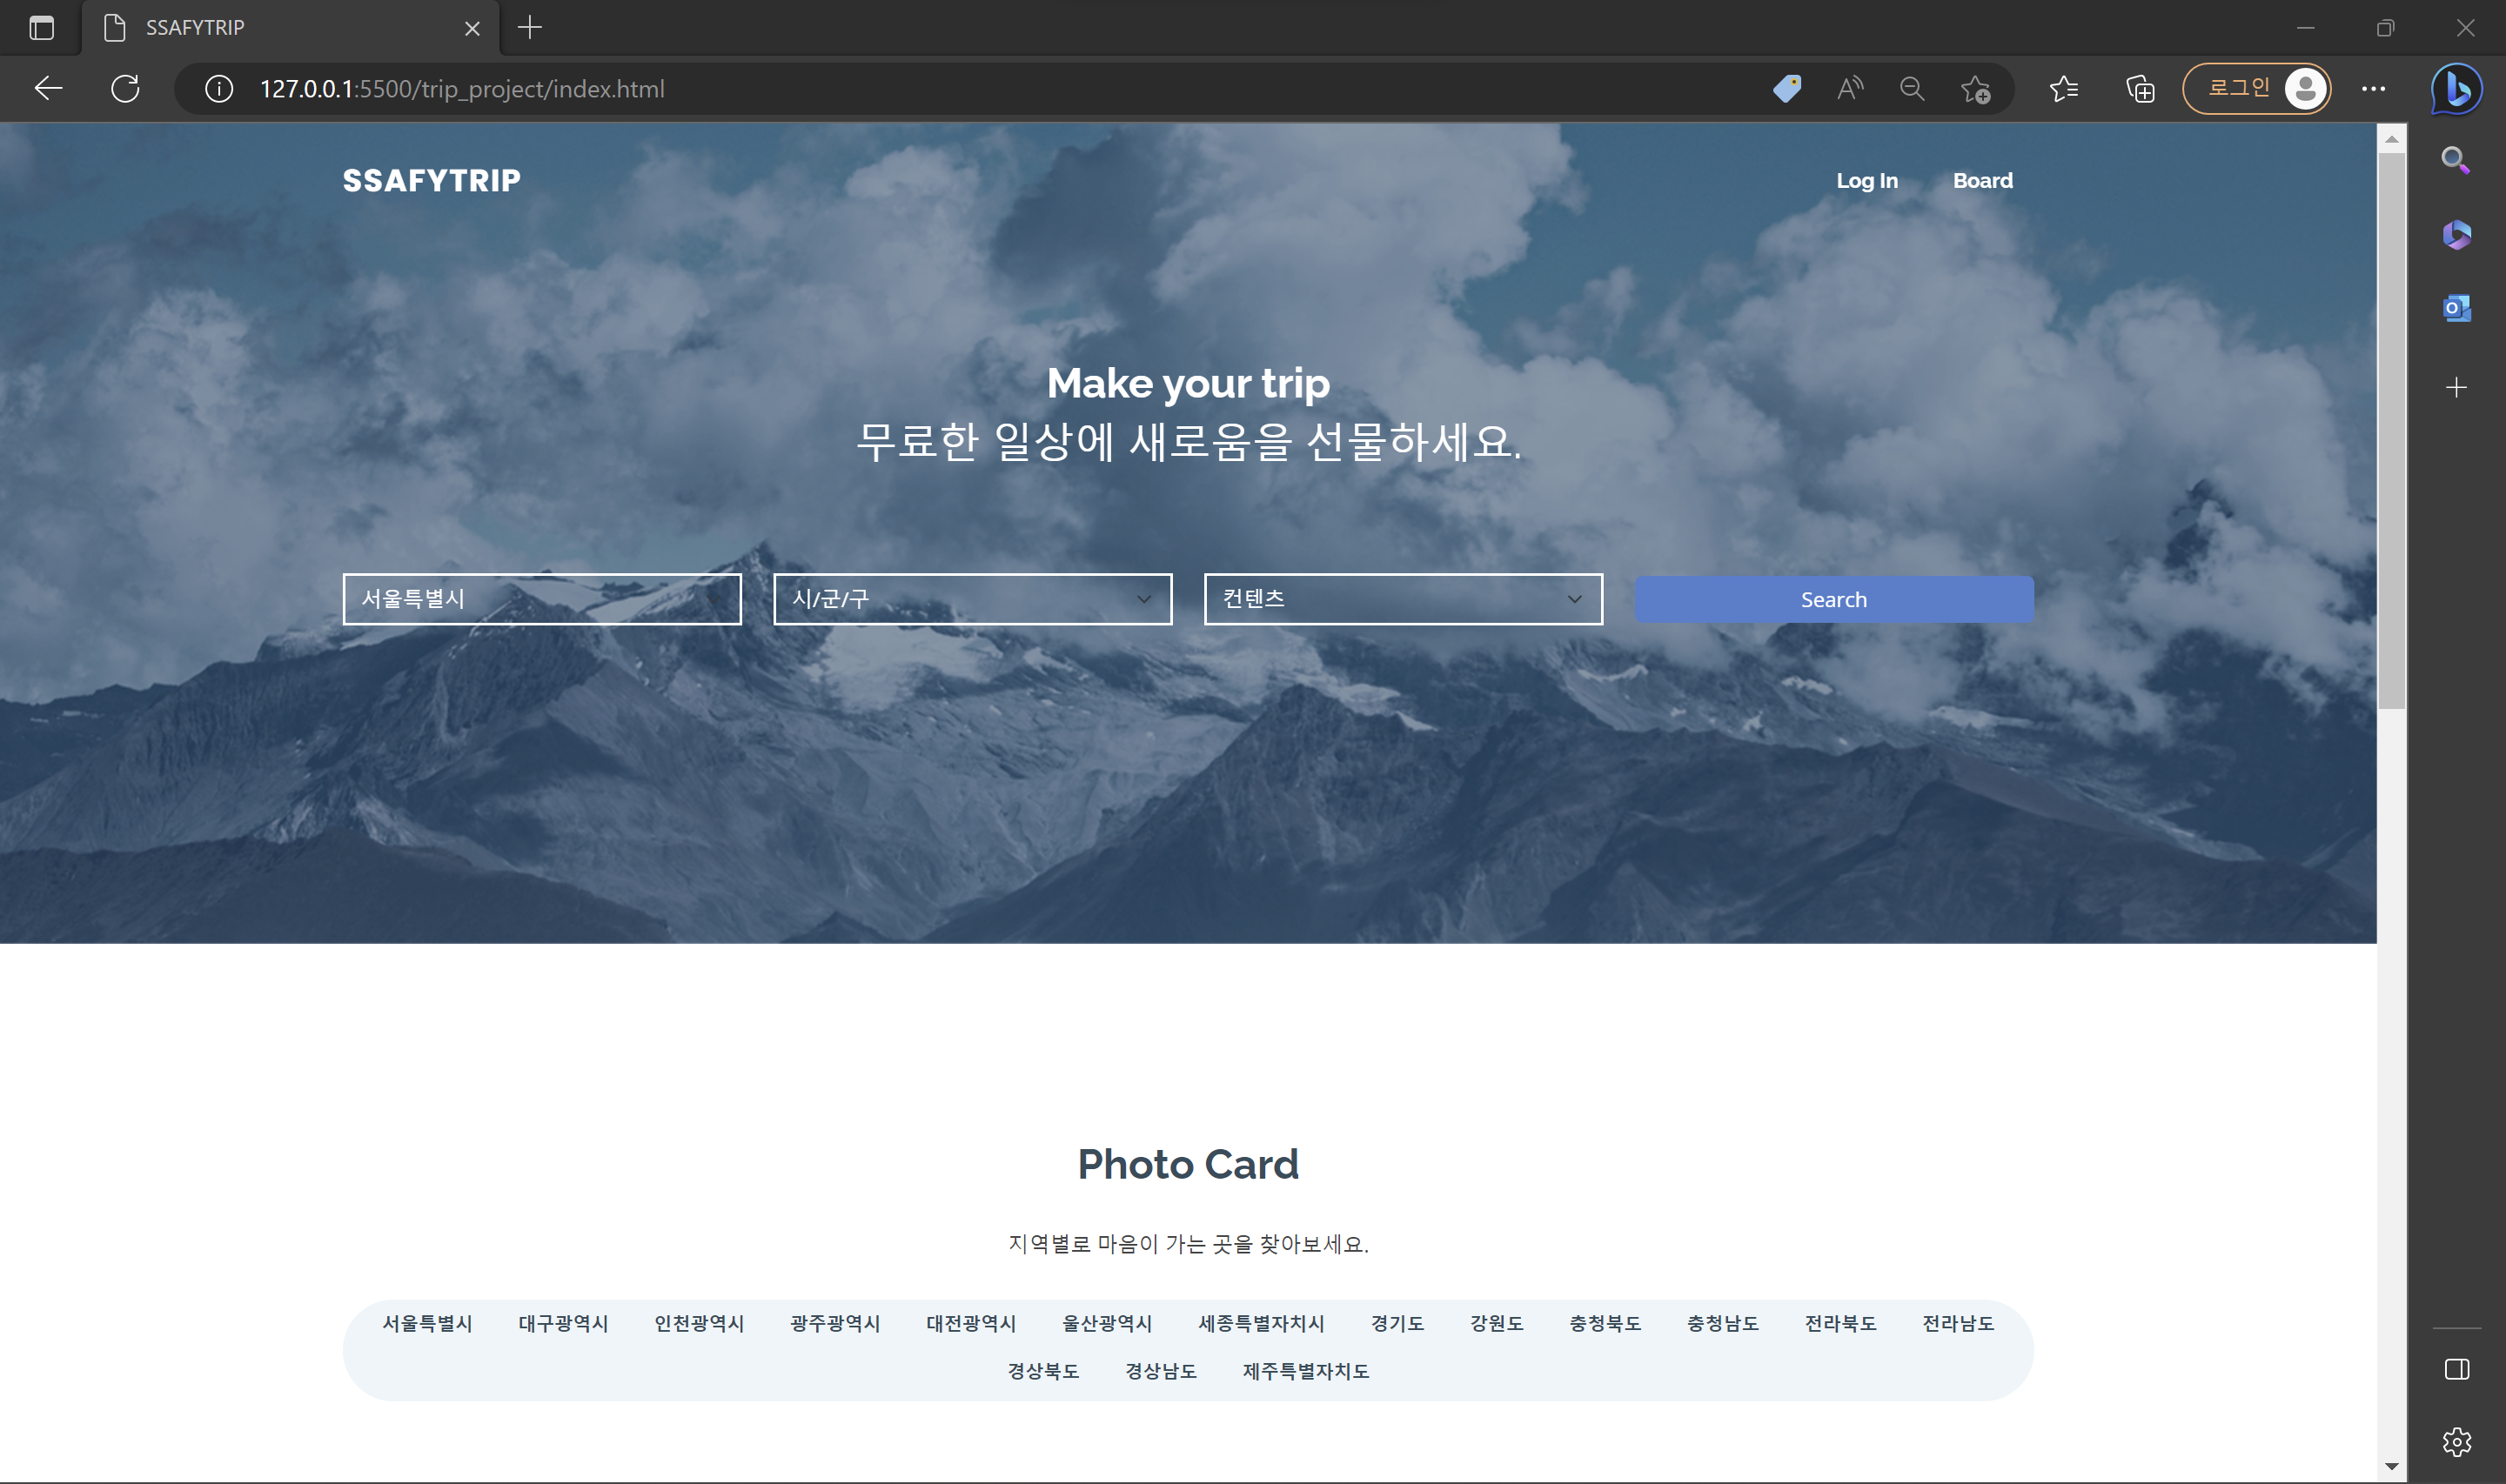 SSAFYTRIP
127.0.0.1:5500/trip_project/index.html
로그인
SSAFYTRIP
Log In Board
Make your trip
무료한 일상에 새로움을 선물하세요.
서울특별시 시/군/구 컨텐츠 Search
Photo Card
지역별로 마음이 가는 곳을 찾아보세요.
서울특별시 대구광역시 인천광역시 광주광역시 대전광역시 울산광역시 세종특별자치시 경기도 강원도 충청북도 충청남도 전라북도 전라남도
경상북도 경상남도 제주특별자치도